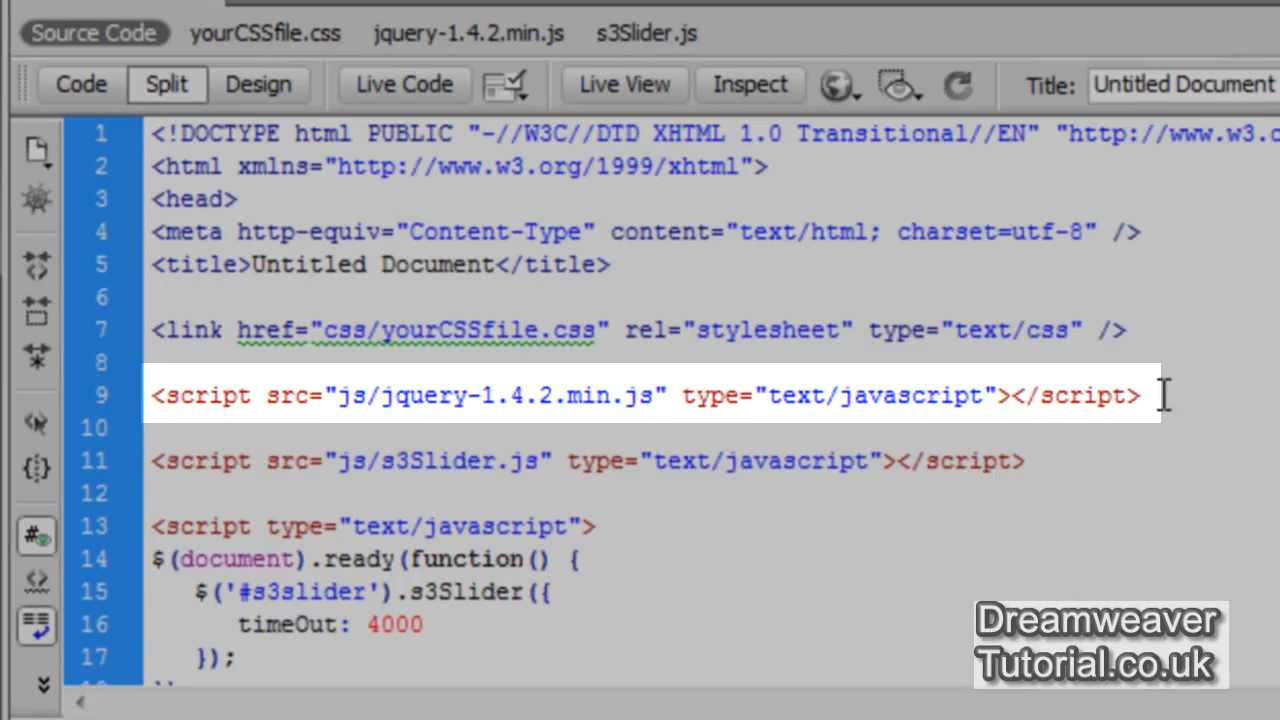 Source Code yourCSSfile.css jquery-1.4.2.min.js s3Slider.js
Code Split Design Live Code Live View Inspect Title: Untitled Document
1 <!DOCTYPE html PUBLIC "-//W3C//DTD XHTML 1.0 Transitional//EN" "http://www.w3.c
2 <html xmlns="http://www.w3.org/1999/xhtml">
3 <head>
4 <meta http-equiv="Content-Type" content="text/html; charset=utf-8" />
5 <title>Untitled Document</title>
6
7 <link href="css/yourCSSfile.css" rel="stylesheet" type="text/css" />
8
9 <script src="js/jquery-1.4.2.min.js" type="text/javascript"></script>
10
11 <script src="js/s3Slider.js" type="text/javascript"></script>
12
13 <script type="text/javascript">
14 $(document).ready(function() {
15 $('#s3slider').s3Slider({
16 timeOut: 4000
17 });
Dreamweaver
Tutorial.co.uk